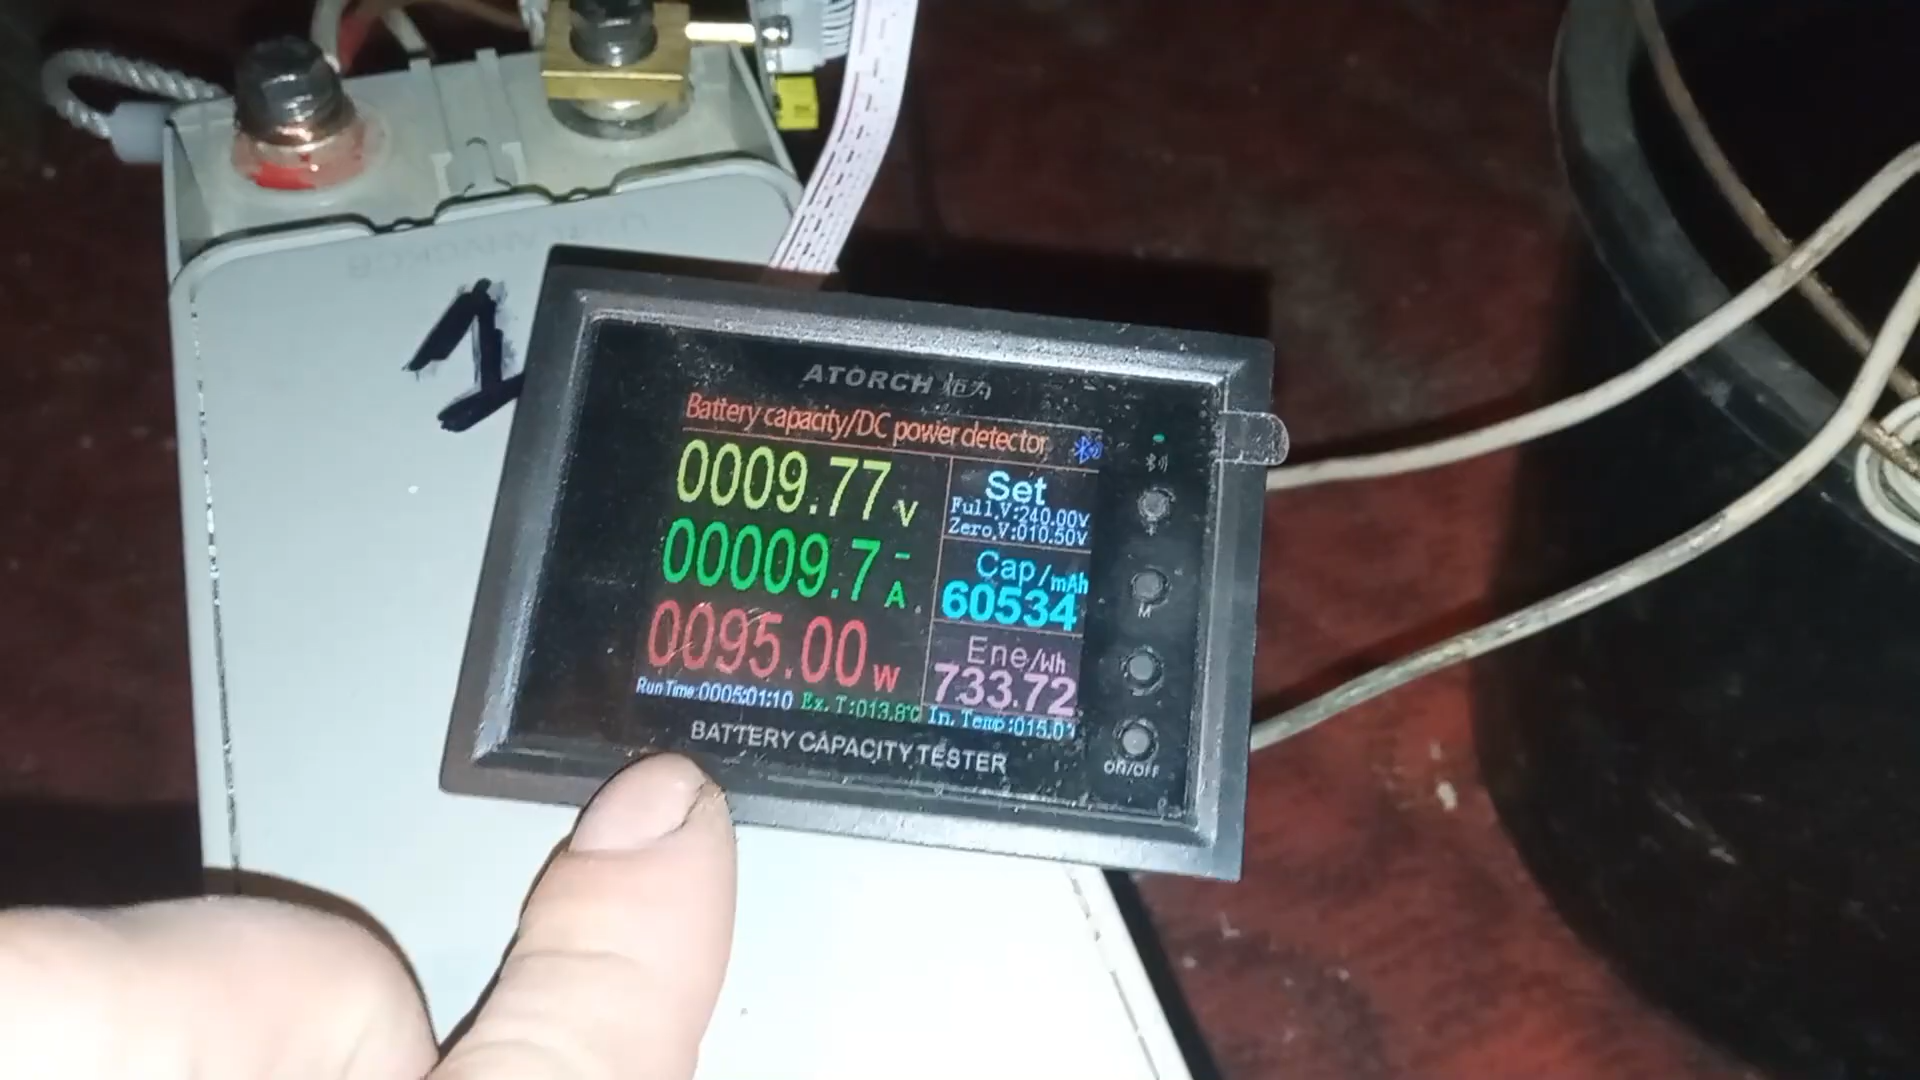 1
ATORCH 炬为
Battery capacity/DC power detector
0009.77 V
00009.7 - A
0095.00 W
Set
Full.V:240.00V
Zero.V:010.50V
Cap/mAh
60534
Ene/Wh
733.72
Run Time:0005:01:10 Ex. T:013.8℃ In. Temp:015.0
BATTERY CAPACITY TESTER
+
M
-
ON/OFF